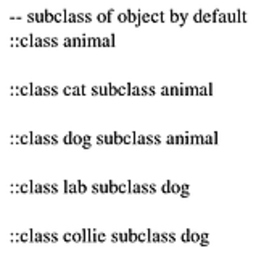 -- subclass of object by default
::class animal
::class cat subclass animal
::class dog subclass animal
::class lab subclass dog
::class collie subclass dog